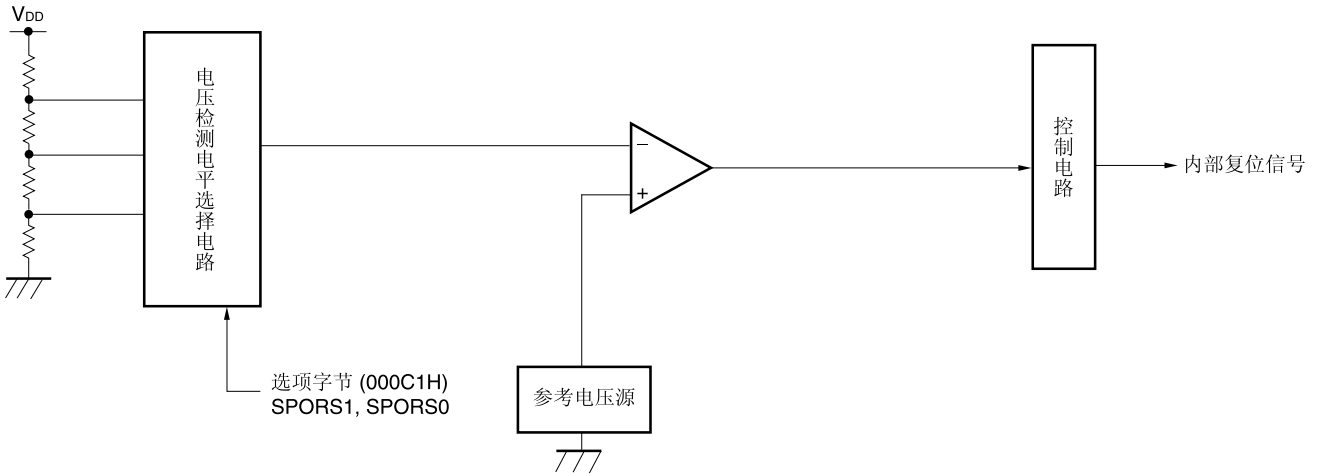 VDD
电压检测电平选择电路
−
+
控制电路
内部复位信号
选项字节 (000C1H)
SPORS1, SPORS0
参考电压源